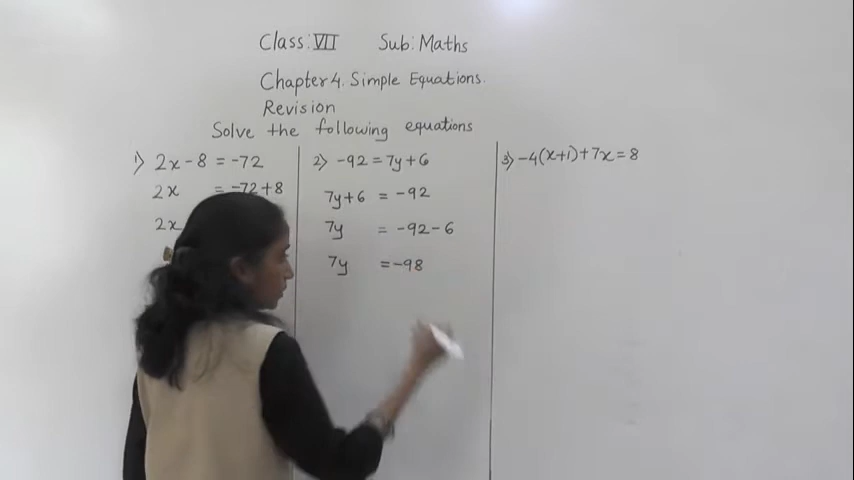 Class: VII Sub: Maths
Chapter 4. Simple Equations.
Revision
Solve the following equations
1) 2x - 8 = -72
2x = -72+8
2x
2) -92 = 7y+6
7y+6 = -92
7y = -92-6
7y = -98
3) -4(x+1)+7x=8